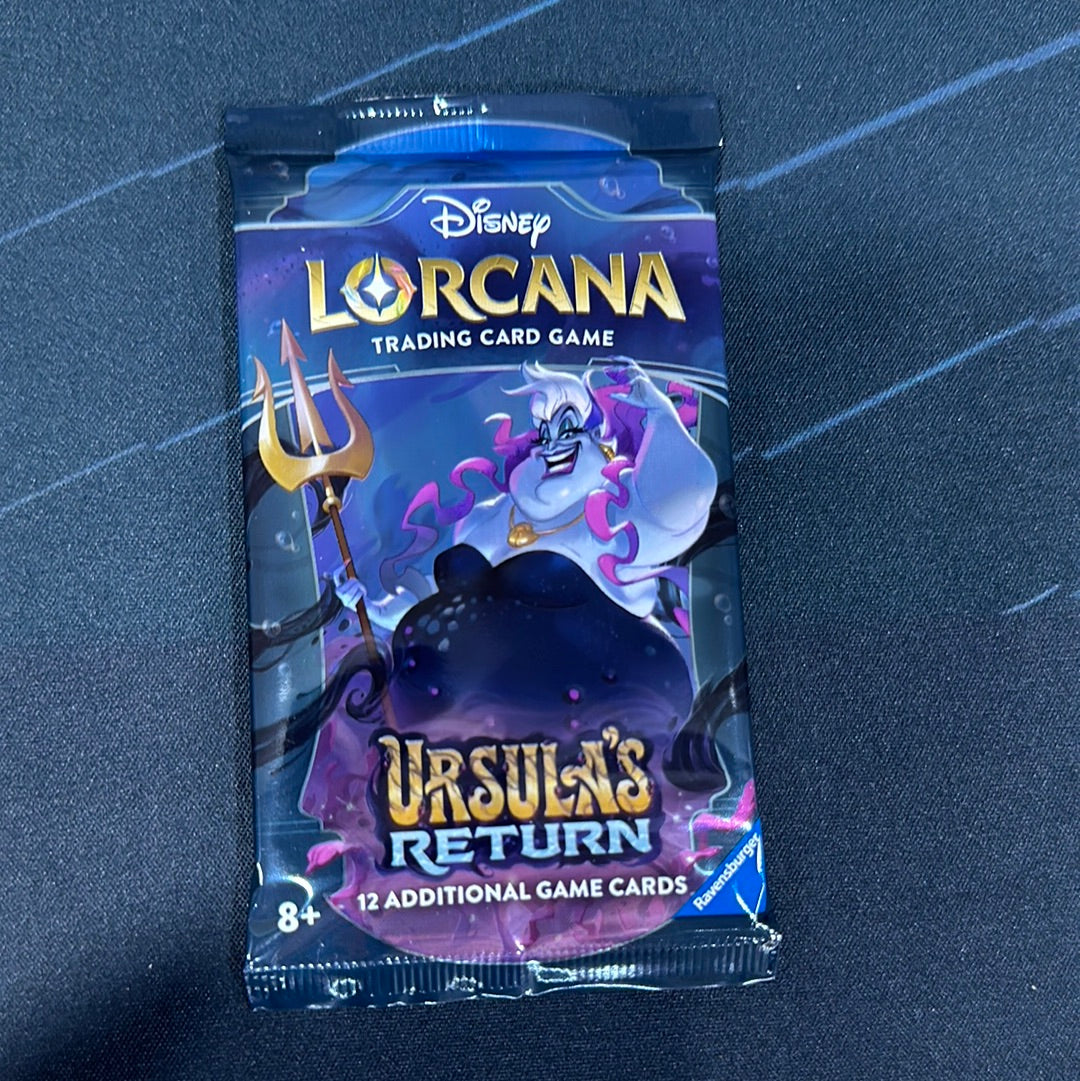 Disney
LORCANA
TRADING CARD GAME
URSULA'S
RETURN
12 ADDITIONAL GAME CARDS
8+
Ravensburger